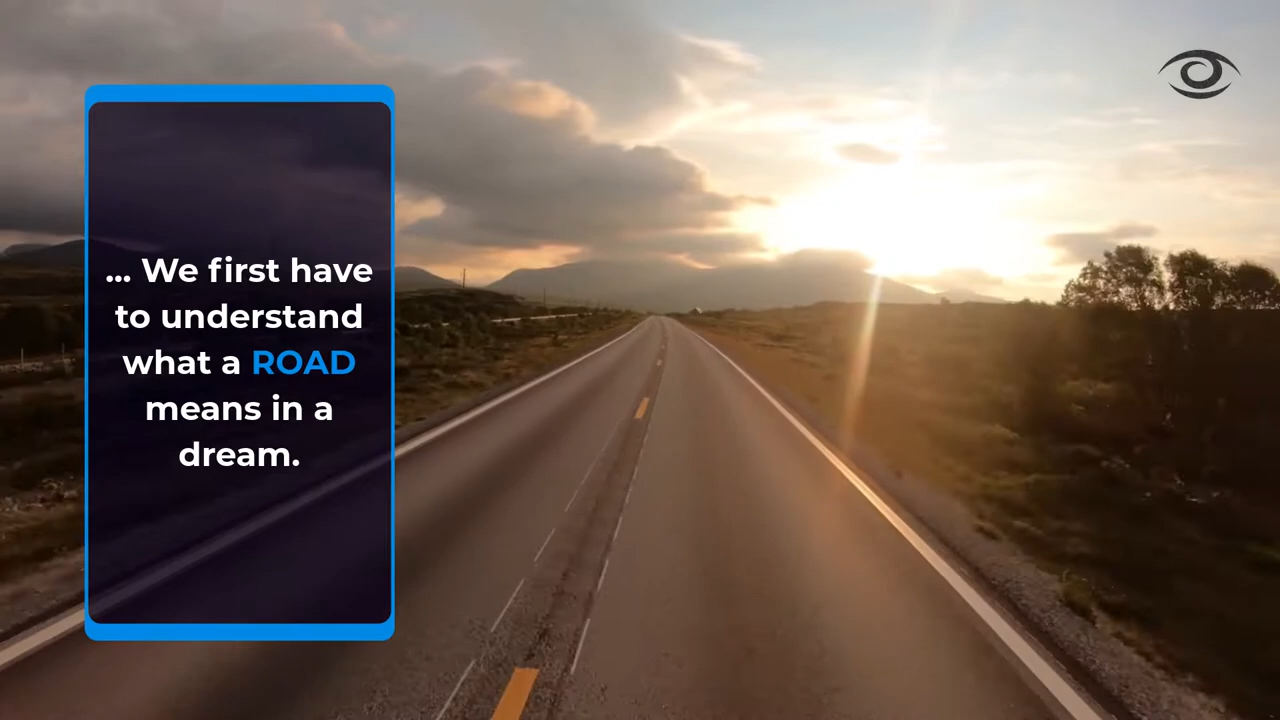 ... We first have
to understand
what a ROAD
means in a
dream.